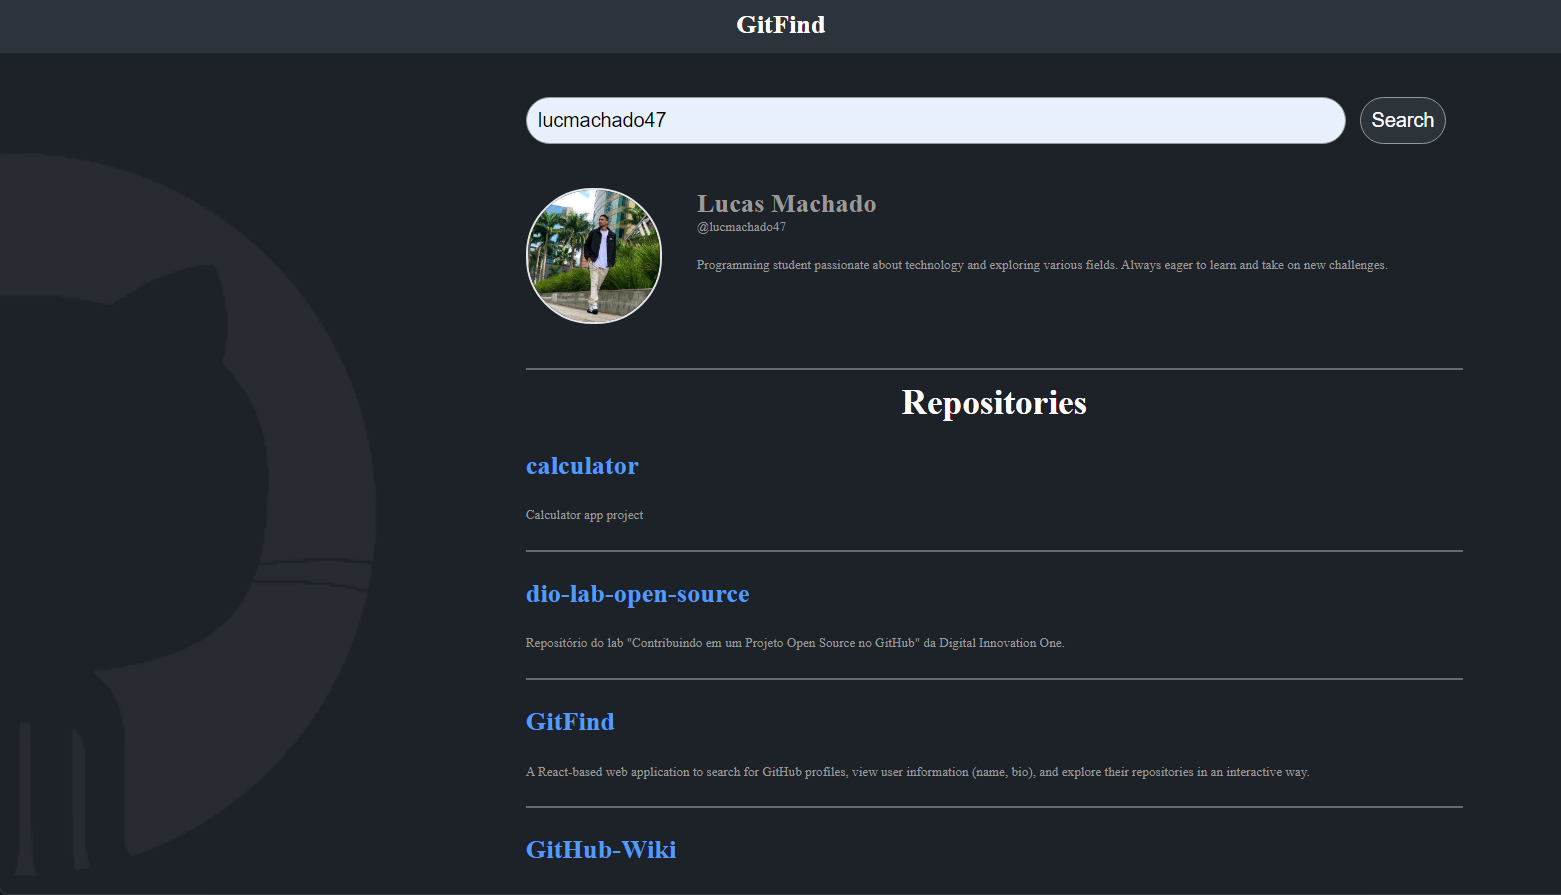 GitFind
lucmachado47
Search
Lucas Machado
@lucmachado47
Programming student passionate about technology and exploring various fields. Always eager to learn and take on new challenges.
Repositories
calculator
Calculator app project
dio-lab-open-source
Repositório do lab "Contribuindo em um Projeto Open Source no GitHub" da Digital Innovation One.
GitFind
A React-based web application to search for GitHub profiles, view user information (name, bio), and explore their repositories in an interactive way.
GitHub-Wiki